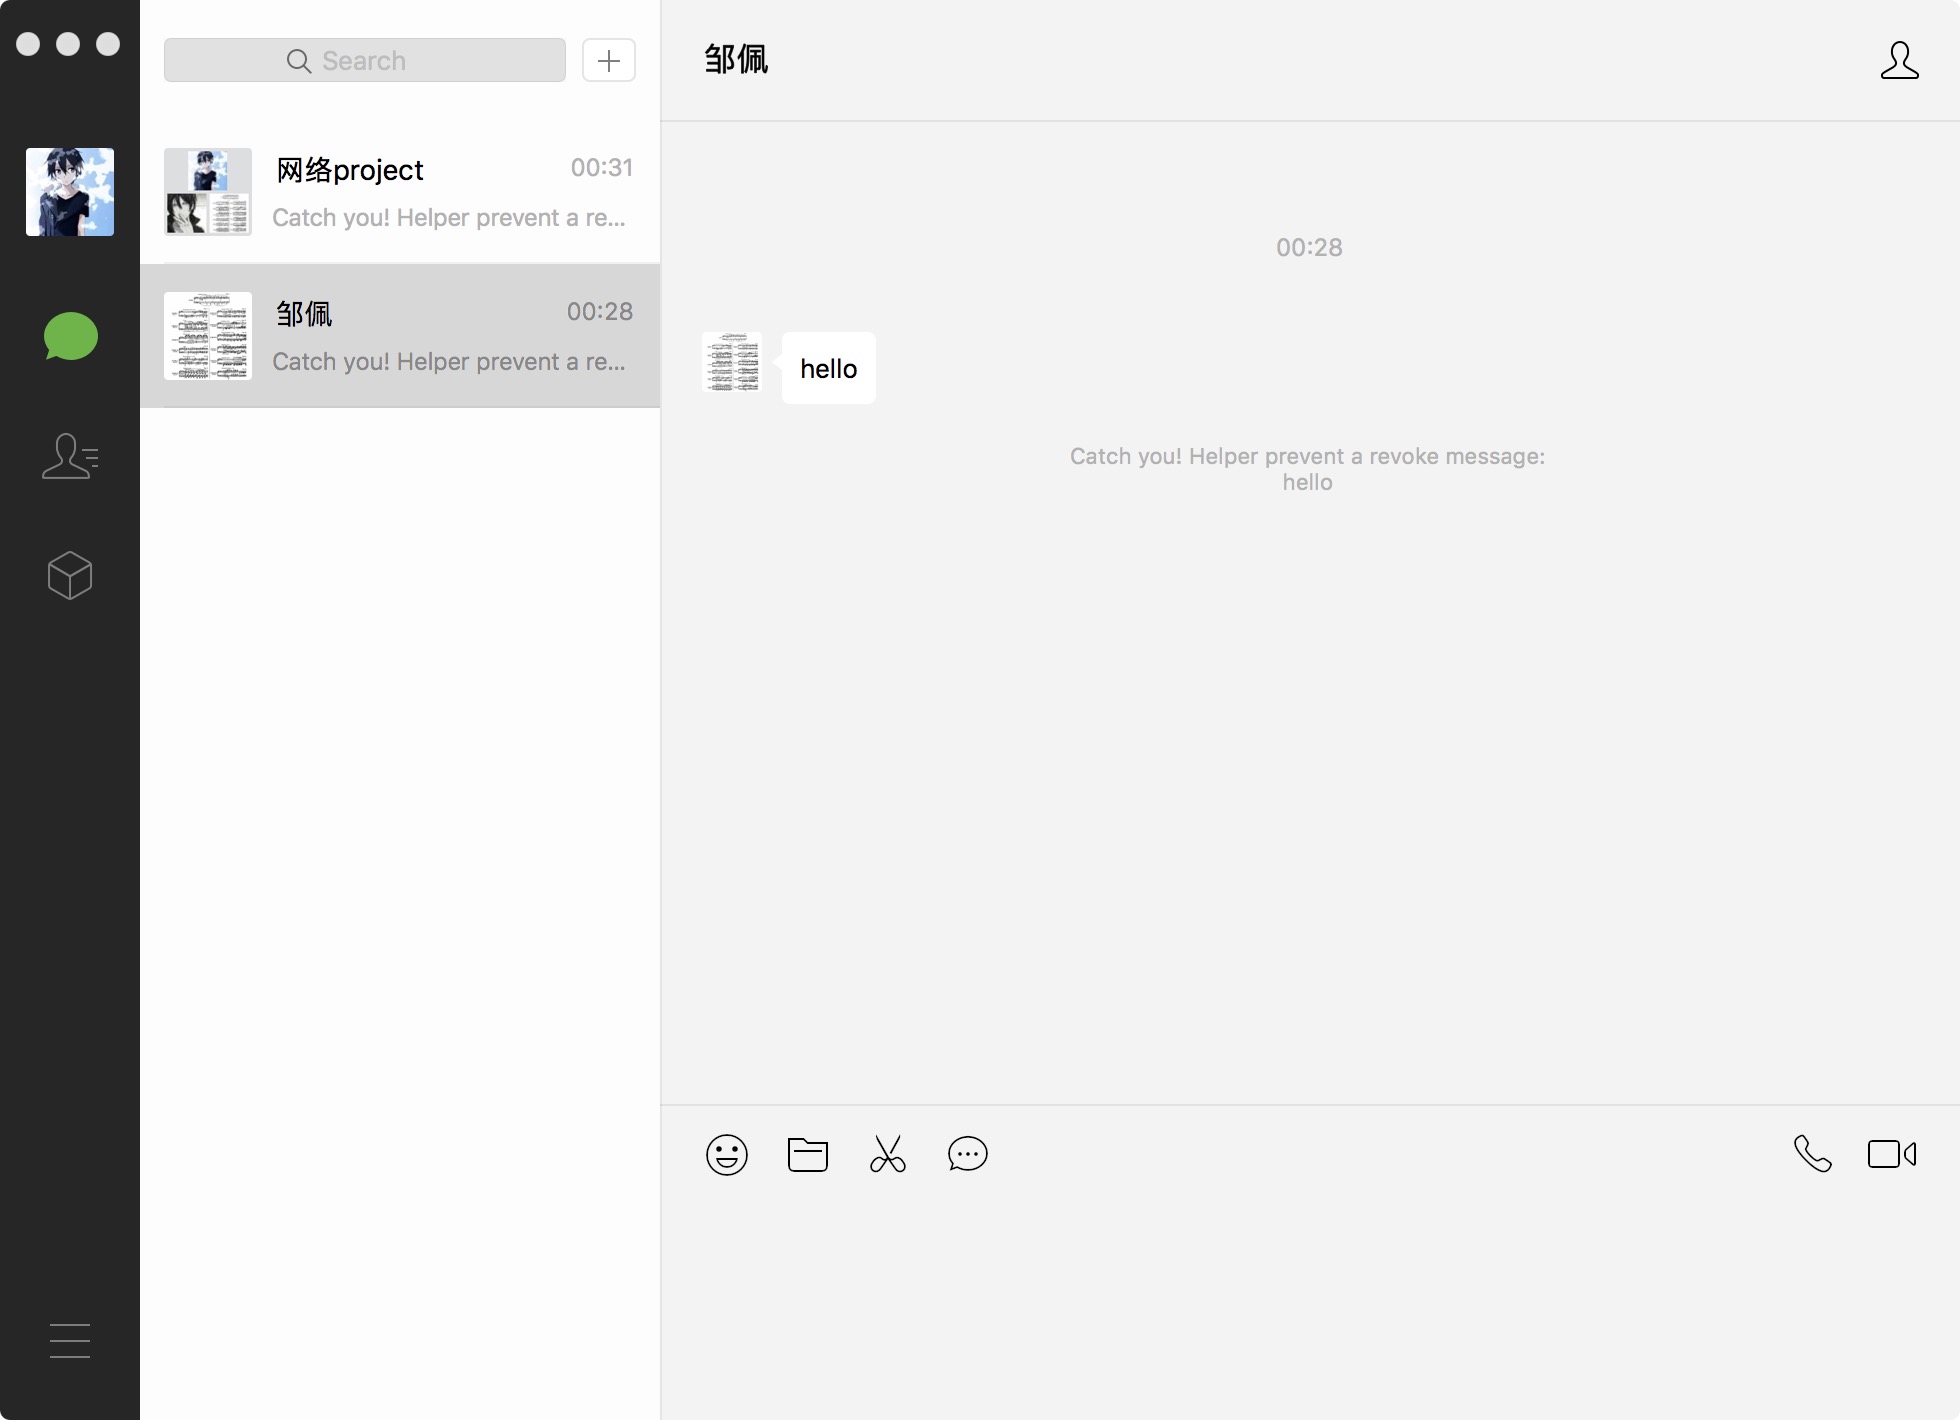 Search
网络project
00:31
Catch you! Helper prevent a re...
邹佩
00:28
Catch you! Helper prevent a re...
邹佩
00:28
hello
Catch you! Helper prevent a revoke message:
hello